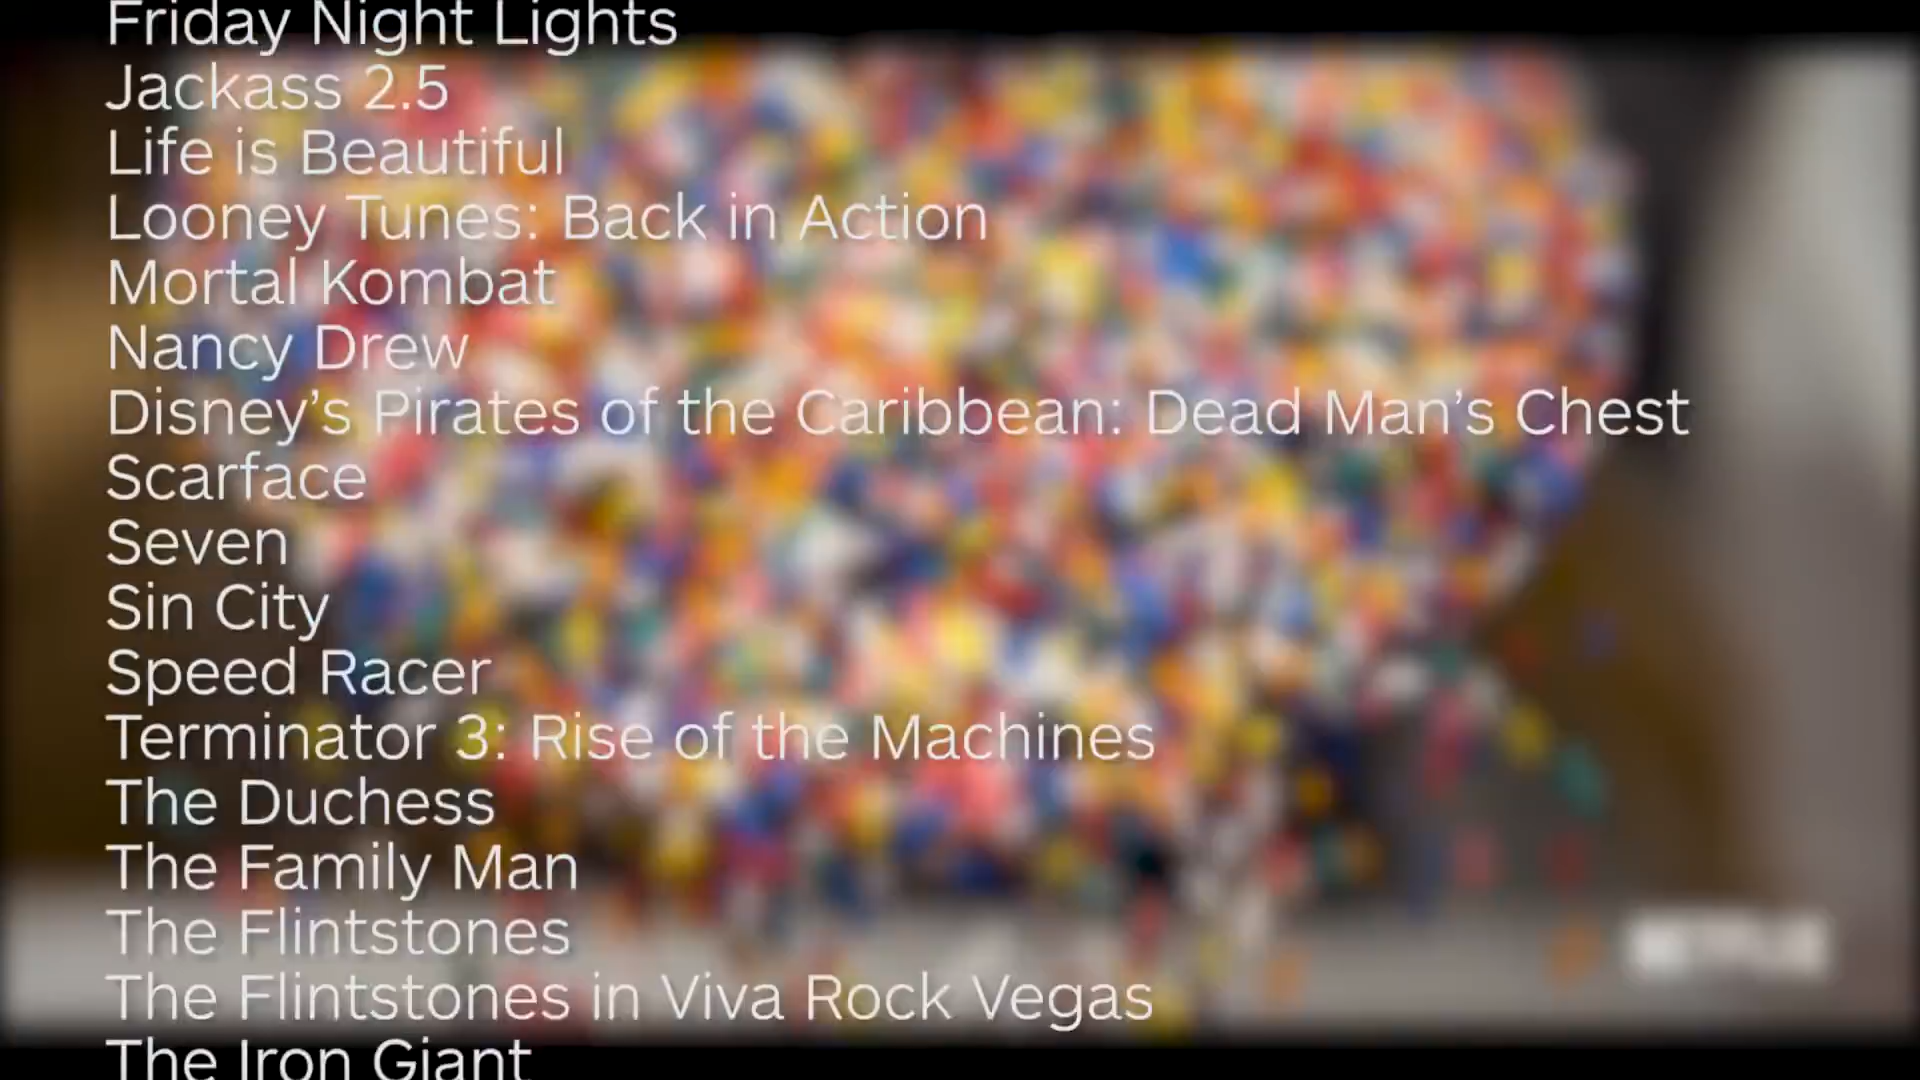 Friday Night Lights
Jackass 2.5
Life is Beautiful
Looney Tunes: Back in Action
Mortal Kombat
Nancy Drew
Disney’s Pirates of the Caribbean: Dead Man’s Chest
Scarface
Seven
Sin City
Speed Racer
Terminator 3: Rise of the Machines
The Duchess
The Family Man
The Flintstones
The Flintstones in Viva Rock Vegas
The Iron Giant